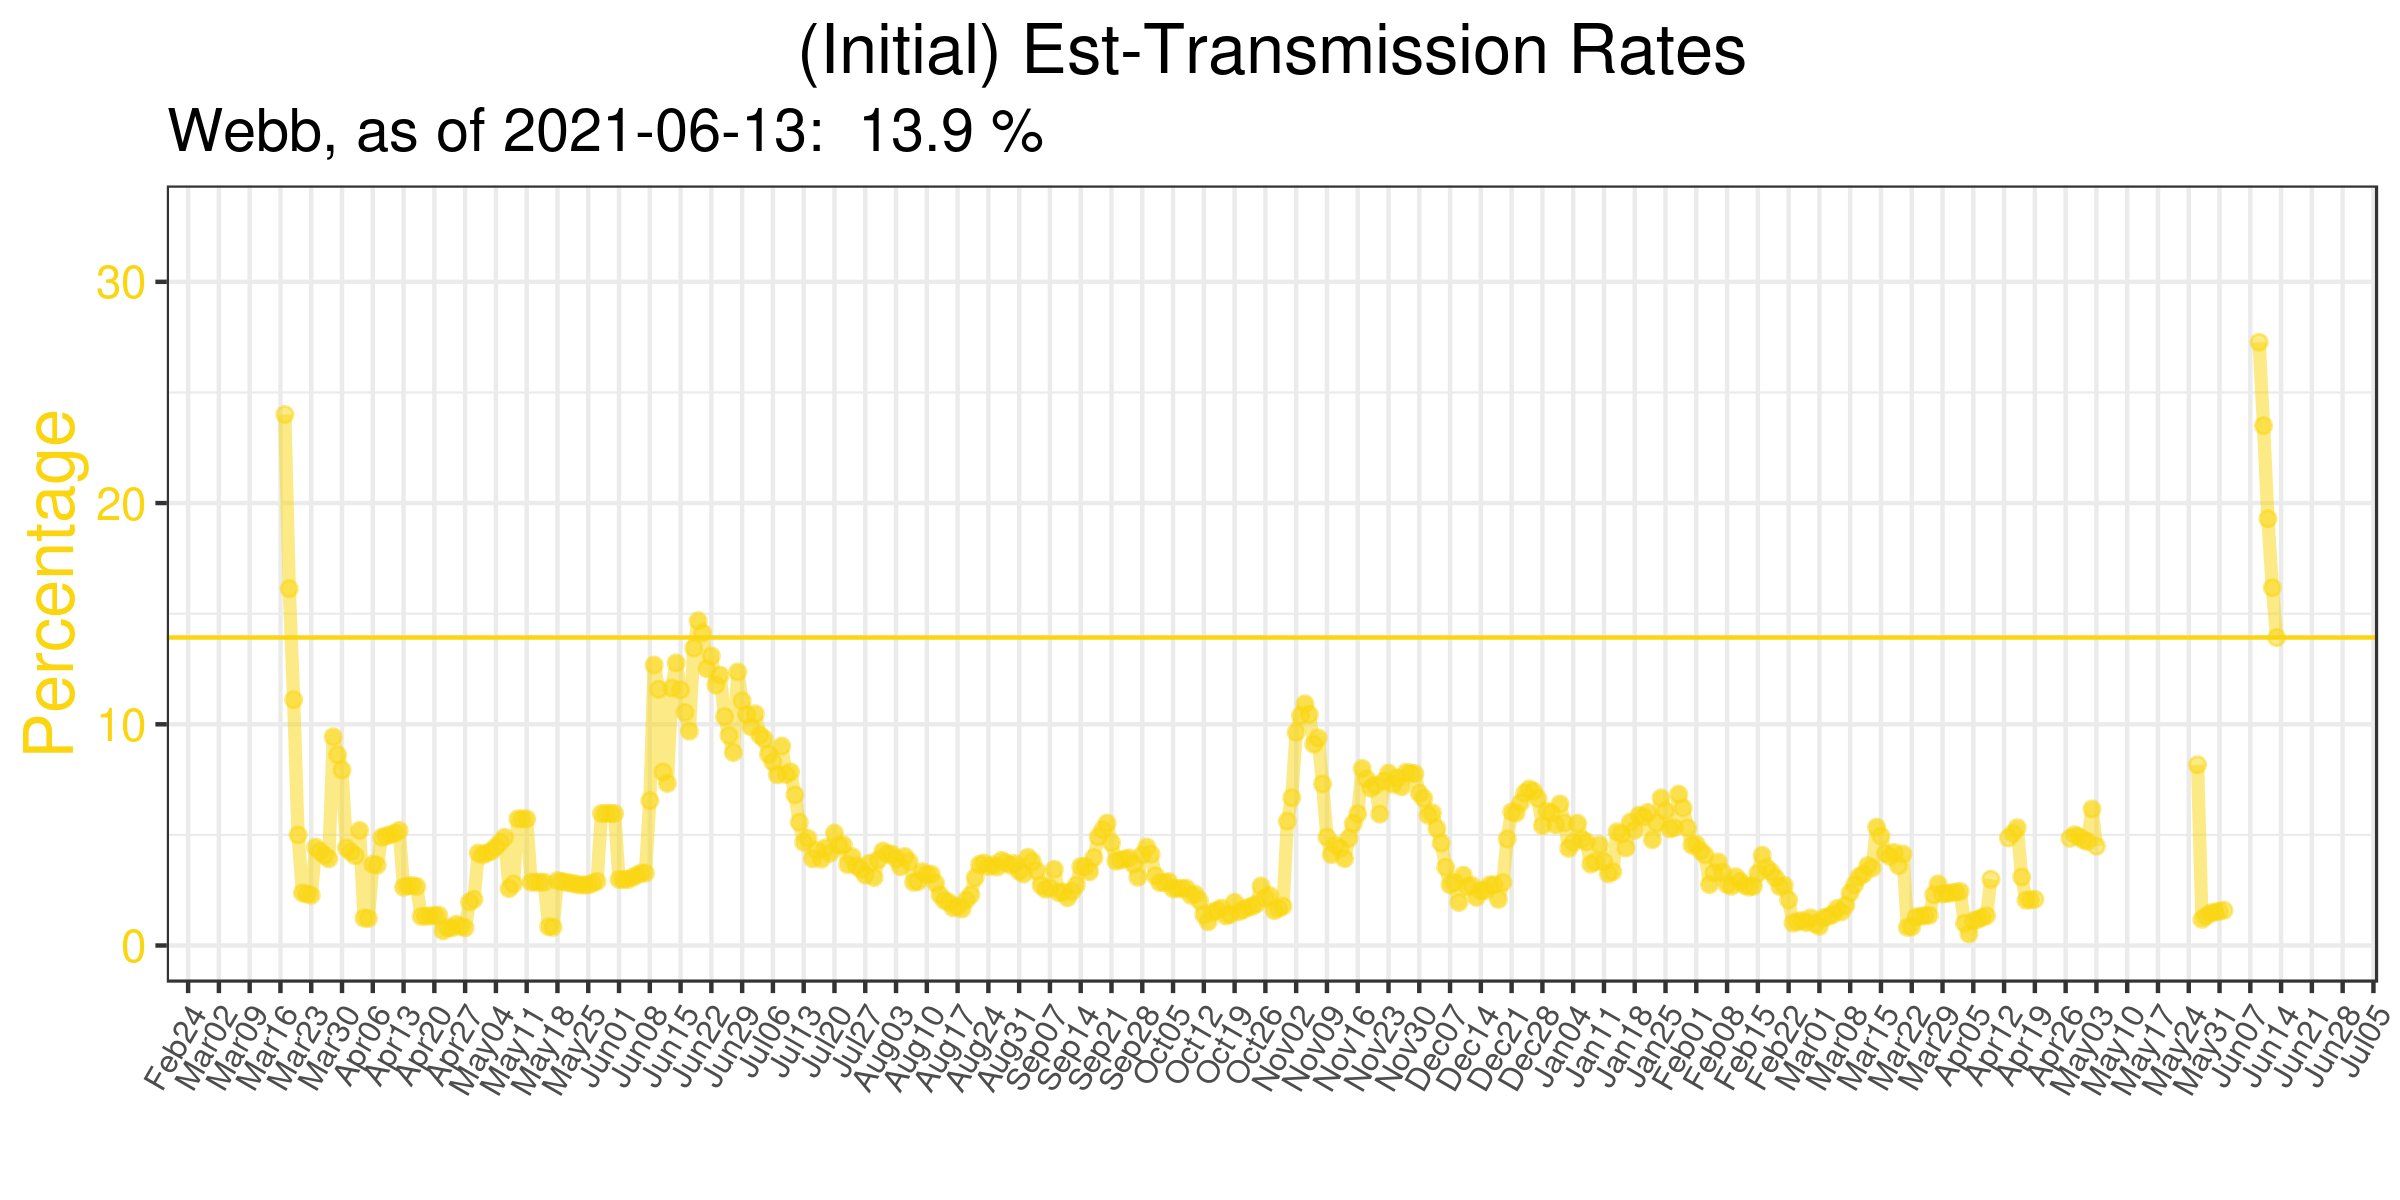 (Initial) Est-Transmission Rates
Webb, as of 2021-06-13:  13.9 %
Percentage
30
20
10
0
Feb24
Mar02
Mar09
Mar16
Mar23
Mar30
Apr06
Apr13
Apr20
Apr27
May04
May11
May18
May25
Jun01
Jun08
Jun15
Jun22
Jun29
Jul06
Jul13
Jul20
Jul27
Aug03
Aug10
Aug17
Aug24
Aug31
Sep07
Sep14
Sep21
Sep28
Oct05
Oct12
Oct19
Oct26
Nov02
Nov09
Nov16
Nov23
Nov30
Dec07
Dec14
Dec21
Dec28
Jan04
Jan11
Jan18
Jan25
Feb01
Feb08
Feb15
Feb22
Mar01
Mar08
Mar15
Mar22
Mar29
Apr05
Apr12
Apr19
Apr26
May03
May10
May17
May24
May31
Jun07
Jun14
Jun21
Jun28
Jul05